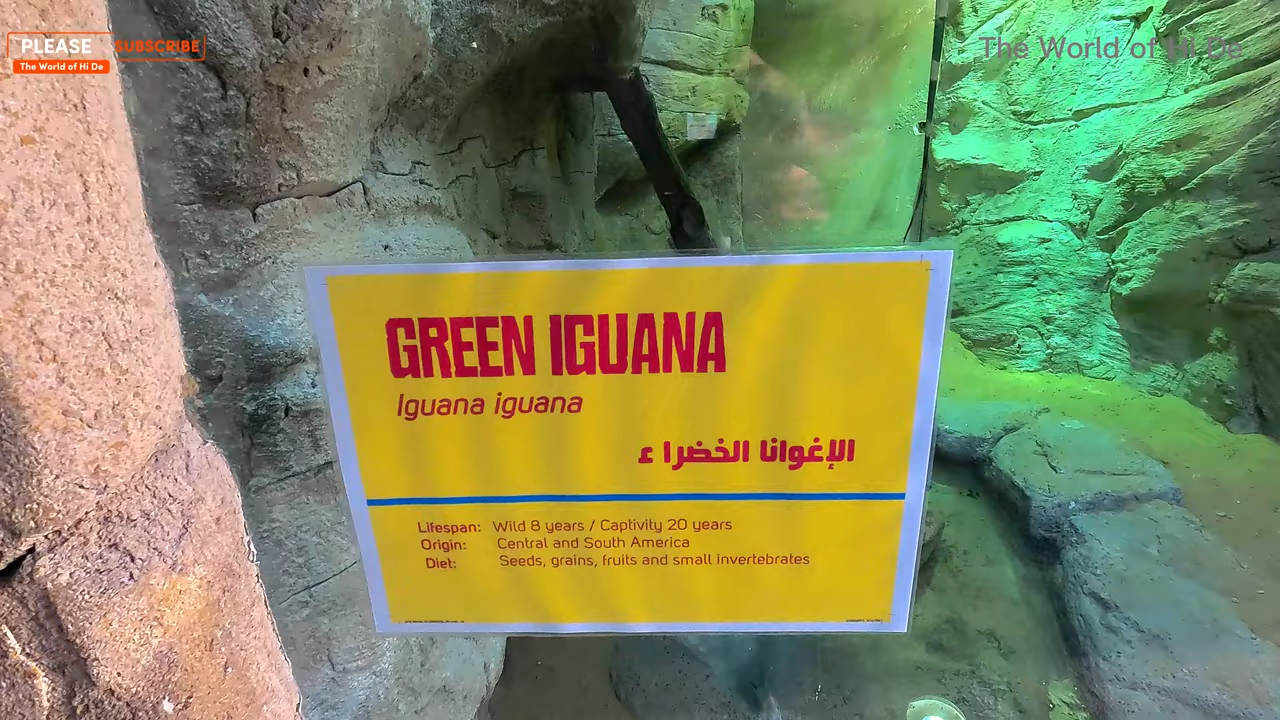 PLEASE SUBSCRIBE
The World of Hi De
The World of Hi De
GREEN IGUANA
Iguana iguana
الإغوانا الخضرا ء
Lifespan: Wild 8 years / Captivity 20 years
Origin: Central and South America
Diet: Seeds, grains, fruits and small invertebrates